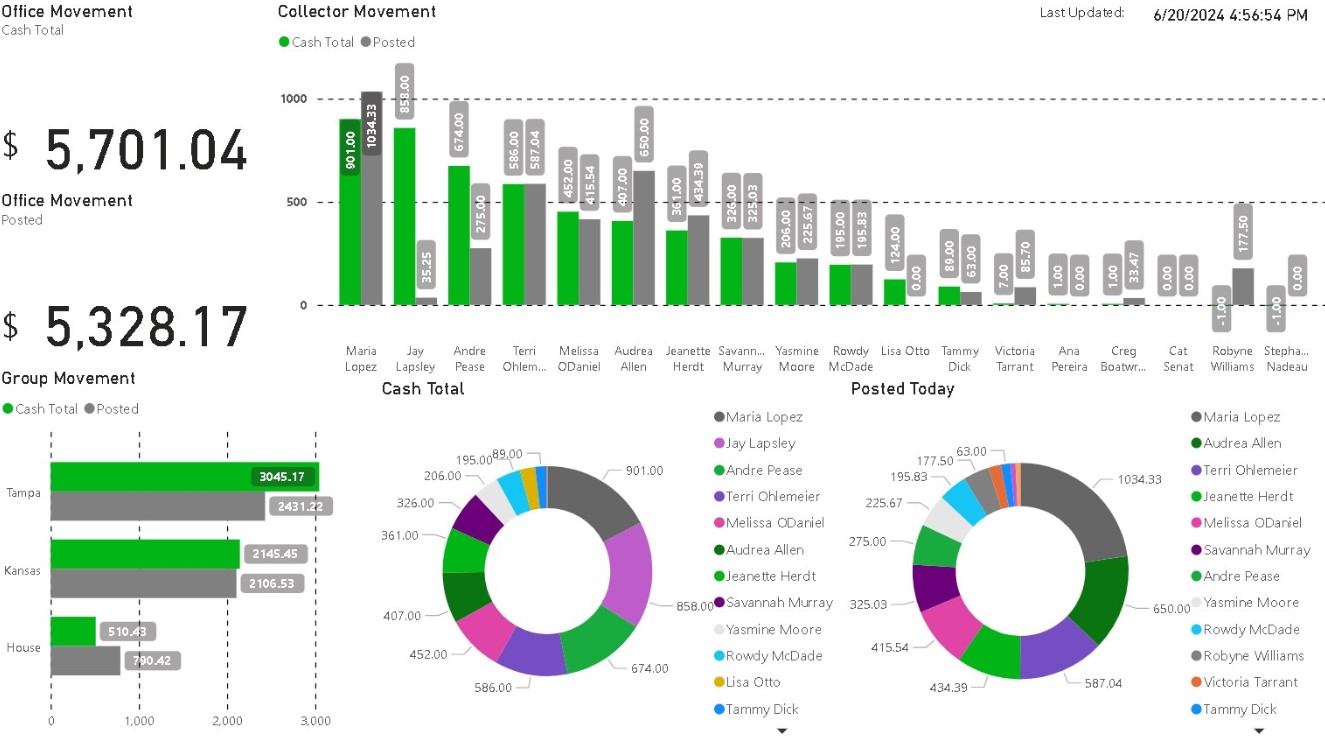 Office Movement
Cash Total
$ 5,701.04
Office Movement
Posted
$ 5,328.17
Collector Movement
Cash Total Posted
Last Updated: 6/20/2024 4:56:54 PM
1000
500
0
901.00
1034.33
858.00
35.25
674.00
275.00
586.00
587.04
452.00
415.54
407.00
650.00
361.00
434.39
326.00
325.03
206.00
225.67
195.00
195.83
124.00
0.00
89.00
63.00
7.00
85.70
1.00
0.00
1.00
33.47
0.00
0.00
-1.00
177.50
-1.00
0.00
Maria
Lopez
Jay
Lapsley
Andre
Pease
Terri
Ohlem...
Melissa
ODaniel
Audrea
Allen
Jeanette
Herdt
Savann...
Murray
Yasmine
Moore
Rowdy
McDade
Lisa Otto
Tammy
Dick
Victoria
Tarrant
Ana
Pereira
Creg
Boatwr...
Cat
Senat
Robyne
Williams
Stepha...
Nadeau
Group Movement
Cash Total Posted
Tampa
3045.17
2431.22
Kansas
2145.45
2106.53
House
510.43
790.42
0 1,000 2,000 3,000
Cash Total
901.00
858.00
674.00
586.00
452.00
407.00
361.00
326.00
206.00
195.00
89.00
Maria Lopez
Jay Lapsley
Andre Pease
Terri Ohlemeier
Melissa ODaniel
Audrea Allen
Jeanette Herdt
Savannah Murray
Yasmine Moore
Rowdy McDade
Lisa Otto
Tammy Dick
Posted Today
1034.33
650.00
587.04
434.39
415.54
325.03
275.00
225.67
195.83
177.50
63.00
Maria Lopez
Audrea Allen
Terri Ohlemeier
Jeanette Herdt
Melissa ODaniel
Savannah Murray
Andre Pease
Yasmine Moore
Rowdy McDade
Robyne Williams
Victoria Tarrant
Tammy Dick